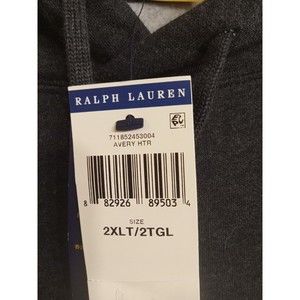 RALPH LAUREN
711852453004
AVERY HTR
8 82926 89503 4
SIZE
2XLT/2TGL